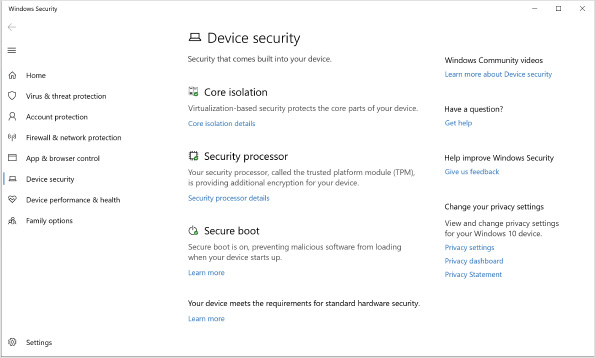 Windows Security
Home
Virus & threat protection
Account protection
Firewall & network protection
App & browser control
Device security
Device performance & health
Family options
Settings
Device security
Security that comes built into your device.
Core isolation
Virtualization-based security protects the core parts of your device.
Core isolation details
Security processor
Your security processor, called the trusted platform module (TPM),
is providing additional encryption for your device.
Security processor details
Secure boot
Secure boot is on, preventing malicious software from loading
when your device starts up.
Learn more
Your device meets the requirements for standard hardware security.
Learn more
Windows Community videos
Learn more about Device security
Have a question?
Get help
Help improve Windows Security
Give us feedback
Change your privacy settings
View and change privacy settings
for your Windows 10 device.
Privacy settings
Privacy dashboard
Privacy Statement